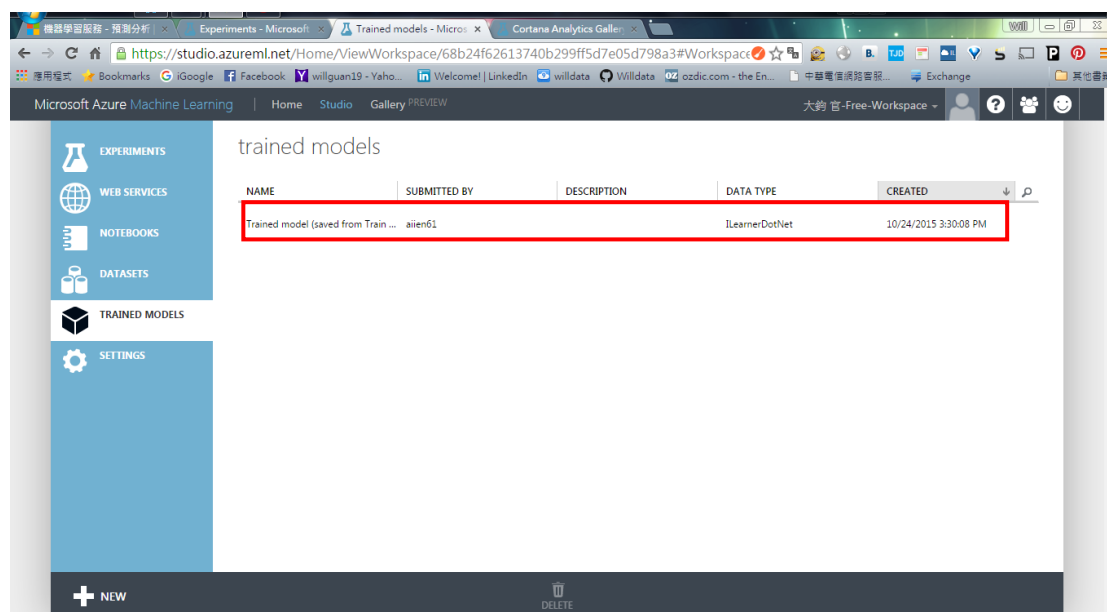 機器學習服務 - 預測分析 | Experiments - Microsoft Trained models - Micros Cortana Analytics Gallery Will
https://studio.azureml.net/Home/ViewWorkspace/68b24f62613740b299ff5d7e05d798a3#Workspace
應用程式 Bookmarks iGoogle Facebook willguan19 - Yaho... Welcome! | LinkedIn willdata Willdata ozdic.com - the En... 中華電信網路客服... Exchange 其他書
Microsoft Azure Machine Learning | Home Studio Gallery PREVIEW 大鈞 官-Free-Workspace
trained models
EXPERIMENTS
WEB SERVICES
NOTEBOOKS
DATASETS
TRAINED MODELS
SETTINGS
NAME SUBMITTED BY DESCRIPTION DATA TYPE CREATED
Trained model (saved from Train ... aiien61 ILearnerDotNet 10/24/2015 3:30:08 PM
NEW
DELETE